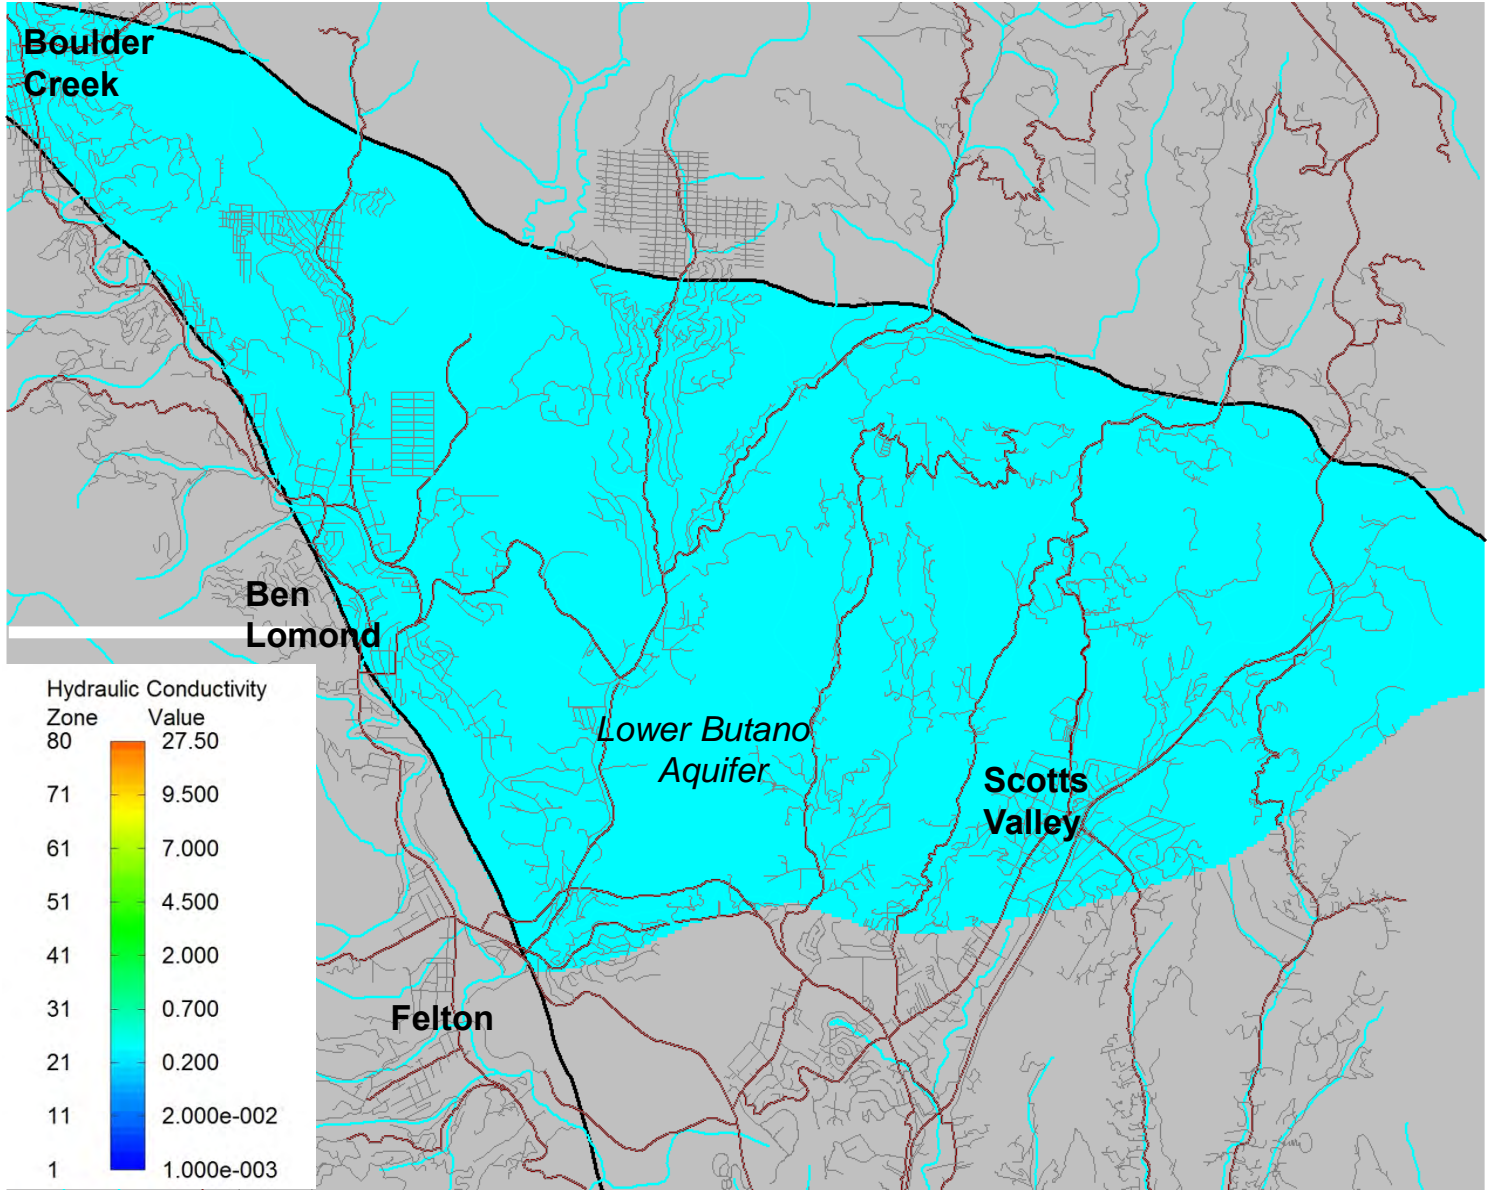 Boulder
Creek
Ben
Lomond
Lower Butano
Aquifer
Scotts
Valley
Felton
Hydraulic Conductivity
Zone Value
80 27.50
71 9.500
61 7.000
51 4.500
41 2.000
31 0.700
21 0.200
11 2.000e-002
1 1.000e-003